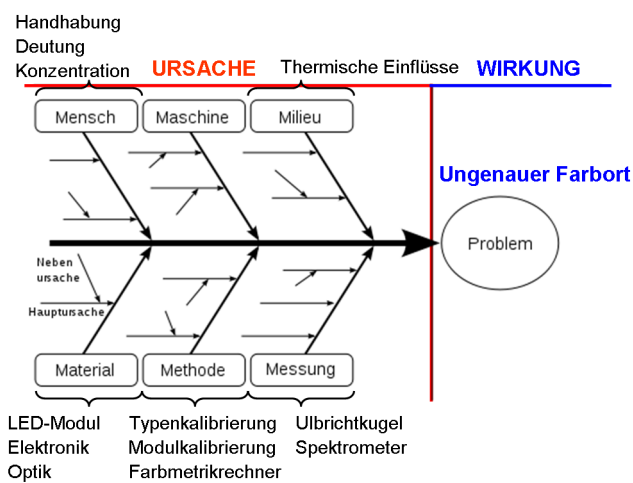 Handhabung
Deutung
Konzentration
URSACHE
Thermische Einflüsse
WIRKUNG
Mensch
Maschine
Milieu
Ungenauer Farbort
Problem
Neben
ursache
Hauptursache
Material
Methode
Messung
LED-Modul
Elektronik
Optik
Typenkalibrierung
Modulkalibrierung
Farbmetrikrechner
Ulbrichtkugel
Spektrometer